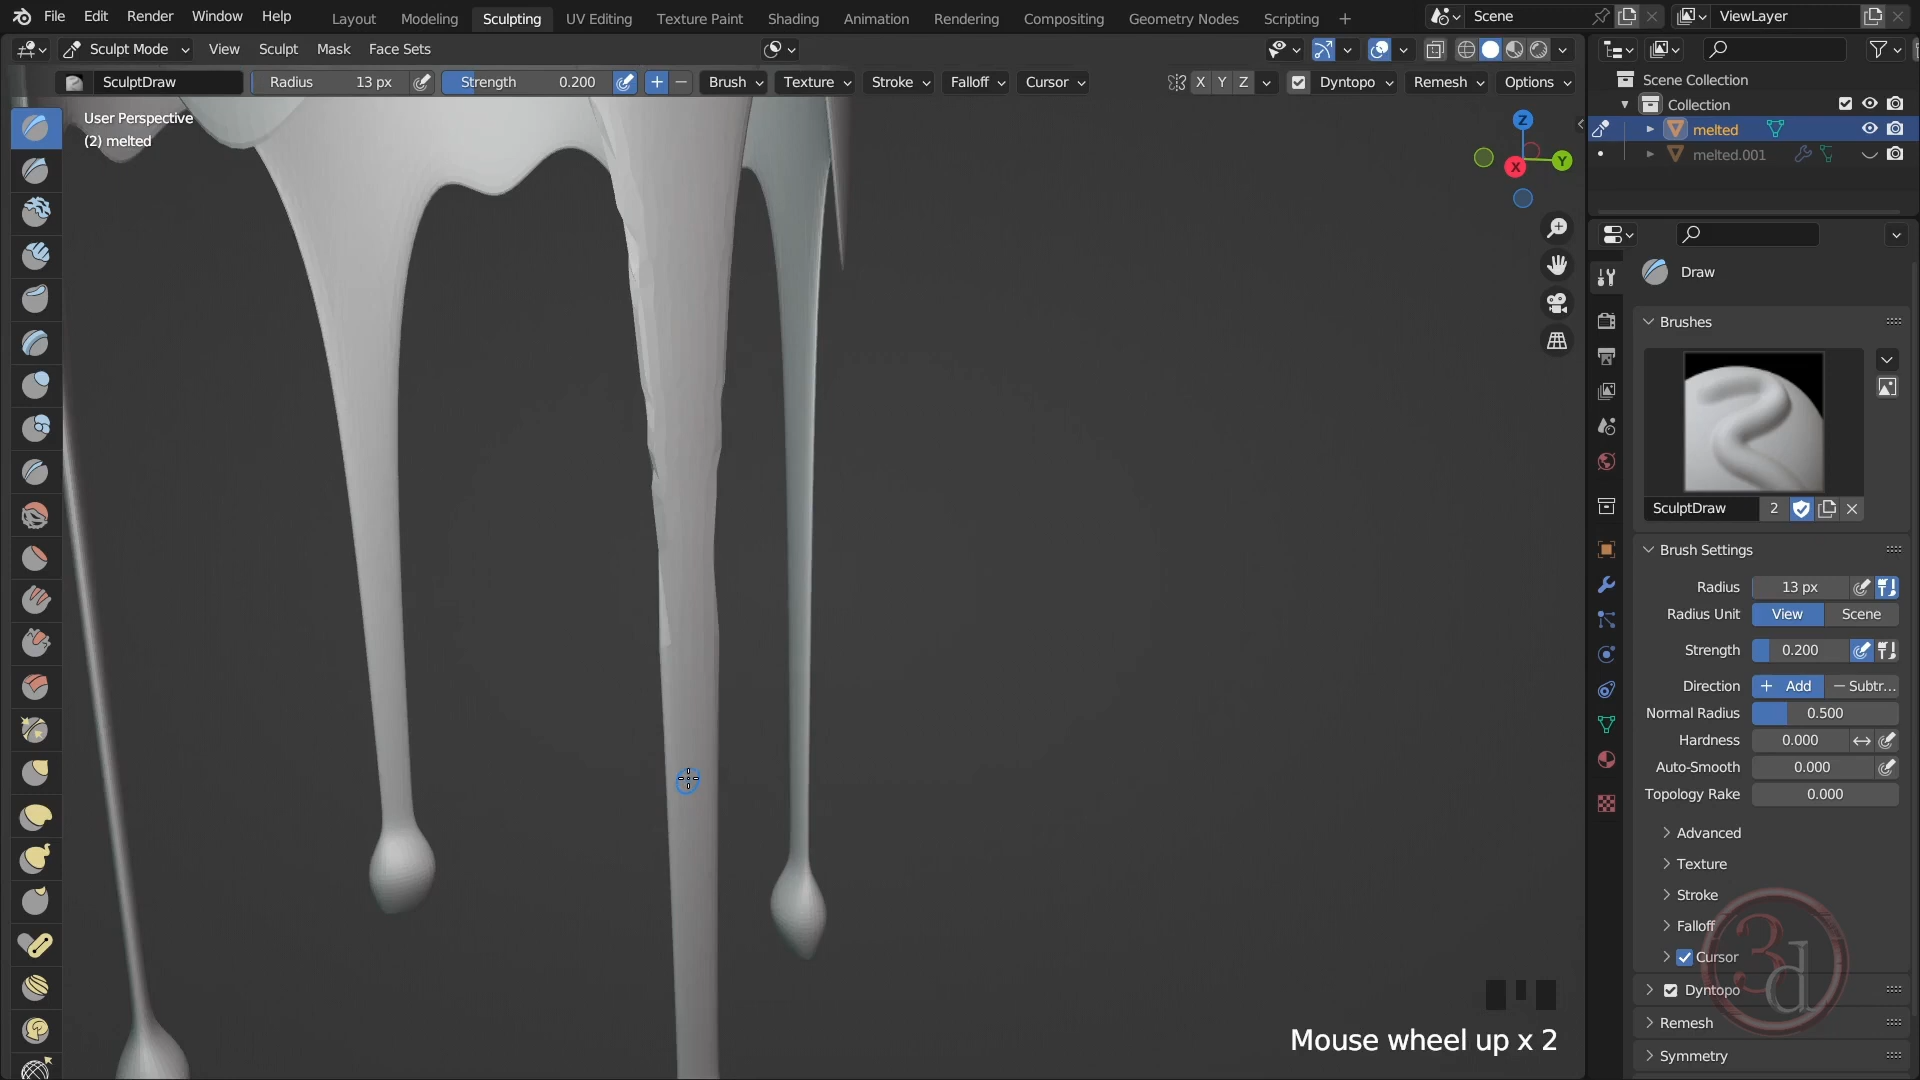 File Edit Render Window Help Layout Modeling Sculpting UV Editing Texture Paint Shading Animation Rendering Compositing Geometry Nodes Scripting + Scene ViewLayer
Sculpt Mode View Sculpt Mask Face Sets
SculptDraw Radius 13 px Strength 0.200 + − Brush Texture Stroke Falloff Cursor X Y Z Dyntopo Remesh Options
User Perspective
(2) melted
Z
Y
X
Scene Collection
Collection
melted
melted.001
Draw
Brushes
SculptDraw 2
Brush Settings
Radius 13 px
Radius Unit View Scene
Strength 0.200
Direction + Add − Subtr...
Normal Radius 0.500
Hardness 0.000
Auto-Smooth 0.000
Topology Rake 0.000
Advanced
Texture
Stroke
Falloff
Cursor
Dyntopo
Remesh
Symmetry
3d
Mouse wheel up x 2